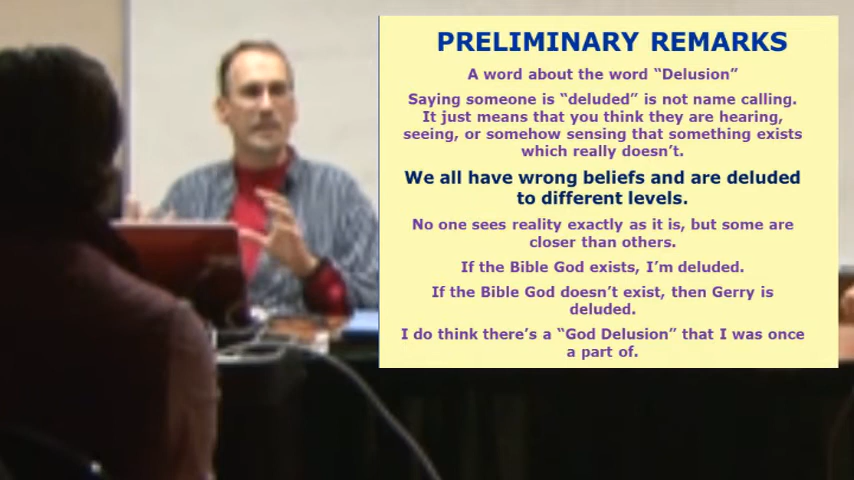 PRELIMINARY REMARKS
A word about the word “Delusion”
Saying someone is “deluded” is not name calling.
It just means that you think they are hearing,
seeing, or somehow sensing that something exists
which really doesn’t.
We all have wrong beliefs and are deluded
to different levels.
No one sees reality exactly as it is, but some are
closer than others.
If the Bible God exists, I’m deluded.
If the Bible God doesn’t exist, then Gerry is
deluded.
I do think there’s a “God Delusion” that I was once
a part of.